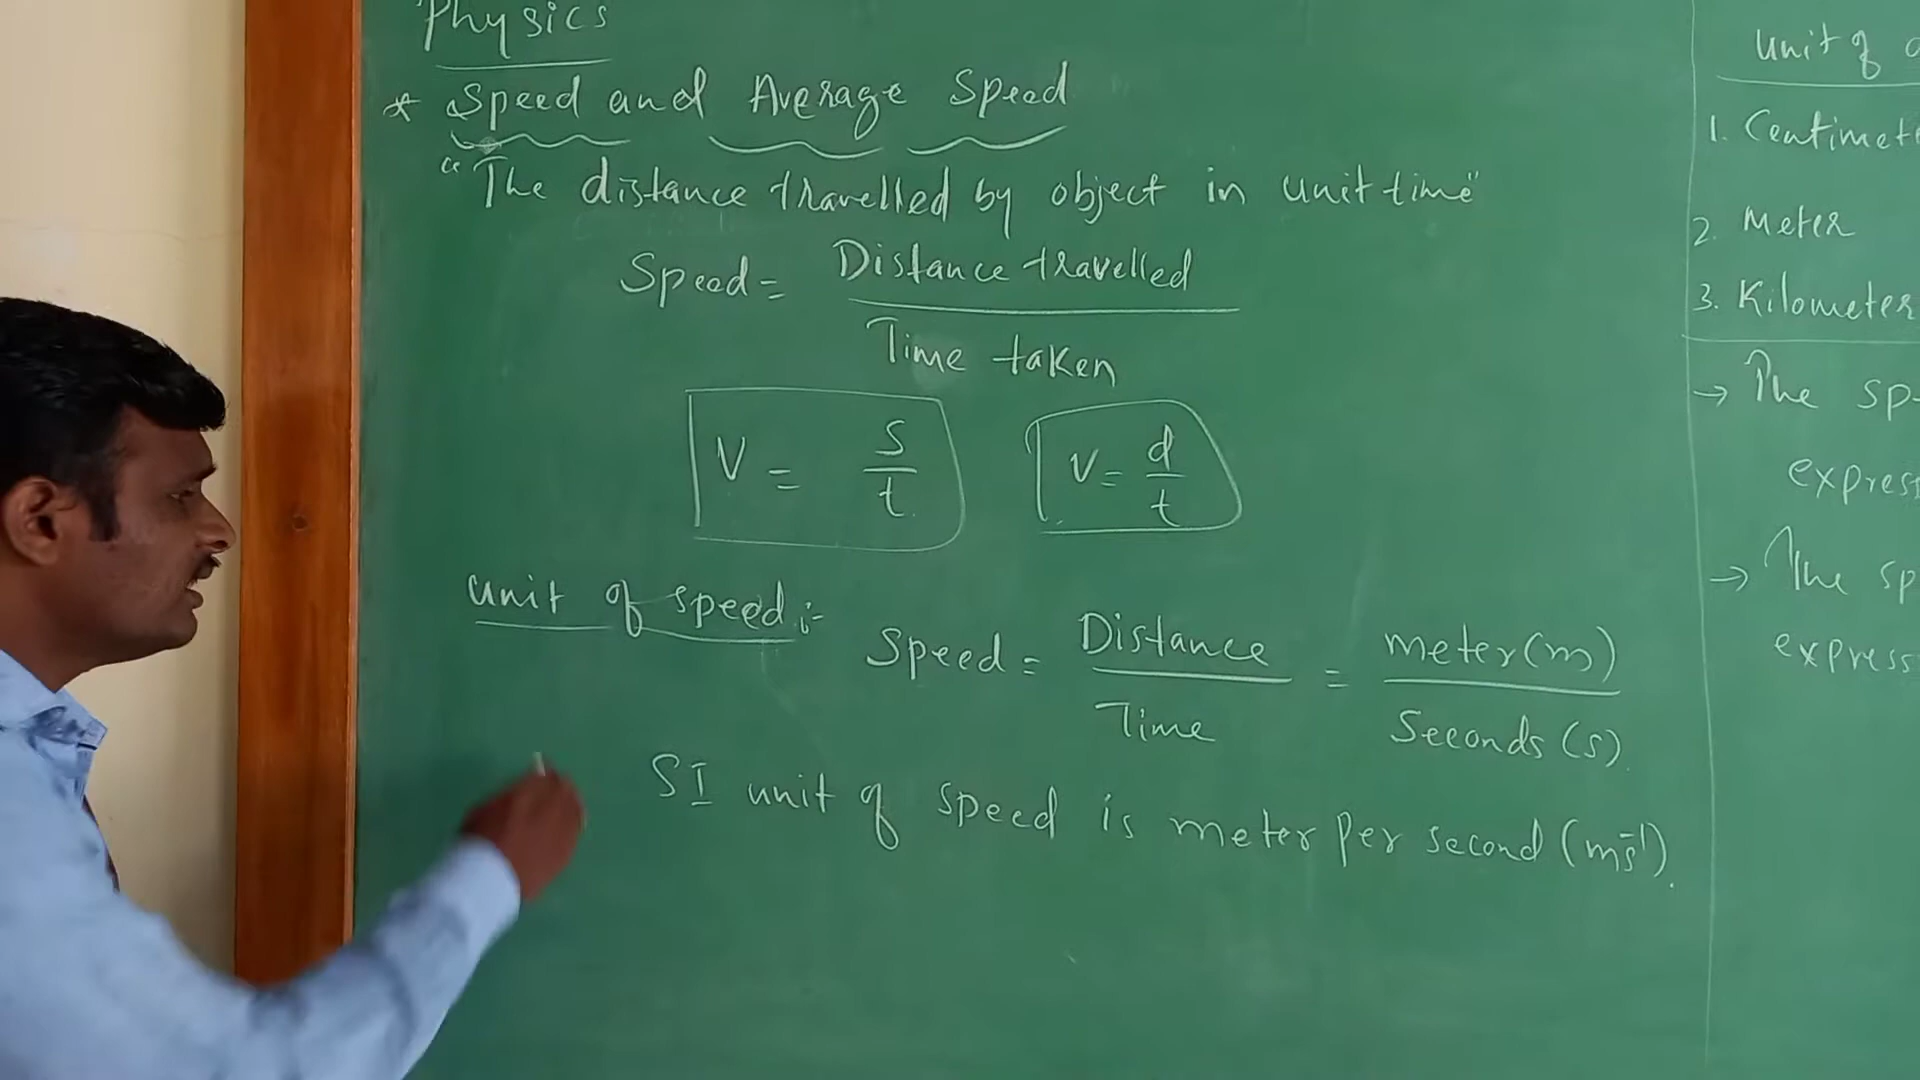 Physics
* Speed and Average Speed
"The distance travelled by object in unit time"
Speed = Distance travelled
Time taken
V = s/t
V = d/t
Unit of speed :-
Speed = Distance / Time = meter (m) / Seconds (s).
SI unit of speed is meter per second (ms⁻¹).
Unit of
1. Centimet
2. Meter
3. Kilometer
→ The sp
express
→ The sp
express